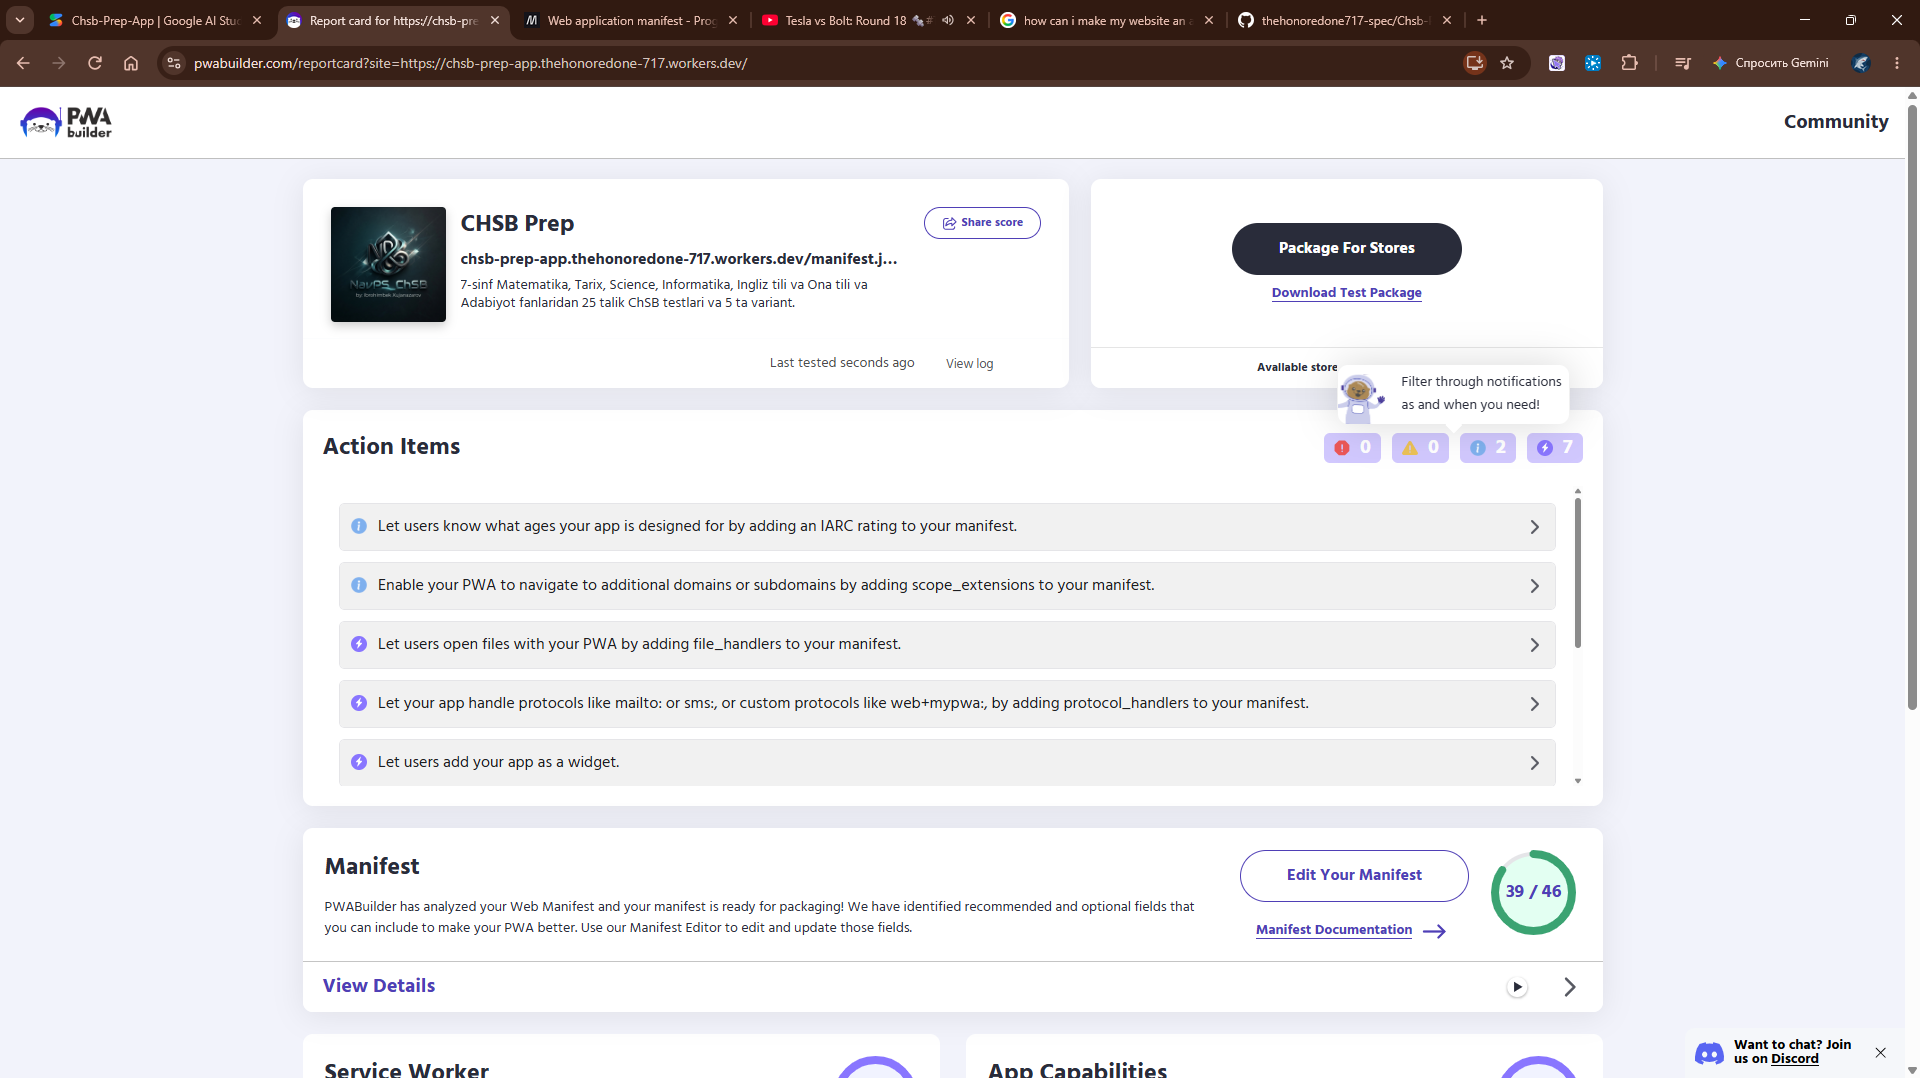 Chsb-Prep-App | Google AI Stu
Report card for https://chsb-pre
Web application manifest - Prog
Tesla vs Bolt: Round 18
how can i make my website an a
thehonoredone717-spec/Chsb-
pwabuilder.com/reportcard?site=https://chsb-prep-app.thehonoredone-717.workers.dev/
Спросить Gemini
PWA
builder
Community
CHSB Prep
Share score
chsb-prep-app.thehonoredone-717.workers.dev/manifest.j...
7-sinf Matematika, Tarix, Science, Informatika, Ingliz tili va Ona tili va
Adabiyot fanlaridan 25 talik ChSB testlari va 5 ta variant.
NavPS_ChSB
Last tested seconds ago
View log
Package For Stores
Download Test Package
Available store
Filter through notifications
as and when you need!
Action Items
0
0
2
7
Let users know what ages your app is designed for by adding an IARC rating to your manifest.
Enable your PWA to navigate to additional domains or subdomains by adding scope_extensions to your manifest.
Let users open files with your PWA by adding file_handlers to your manifest.
Let your app handle protocols like mailto: or sms:, or custom protocols like web+mypwa:, by adding protocol_handlers to your manifest.
Let users add your app as a widget.
Manifest
PWABuilder has analyzed your Web Manifest and your manifest is ready for packaging! We have identified recommended and optional fields that
you can include to make your PWA better. Use our Manifest Editor to edit and update those fields.
Edit Your Manifest
Manifest Documentation
39 / 46
View Details
Service Worker
App Capabilities
Want to chat? Join
us on Discord